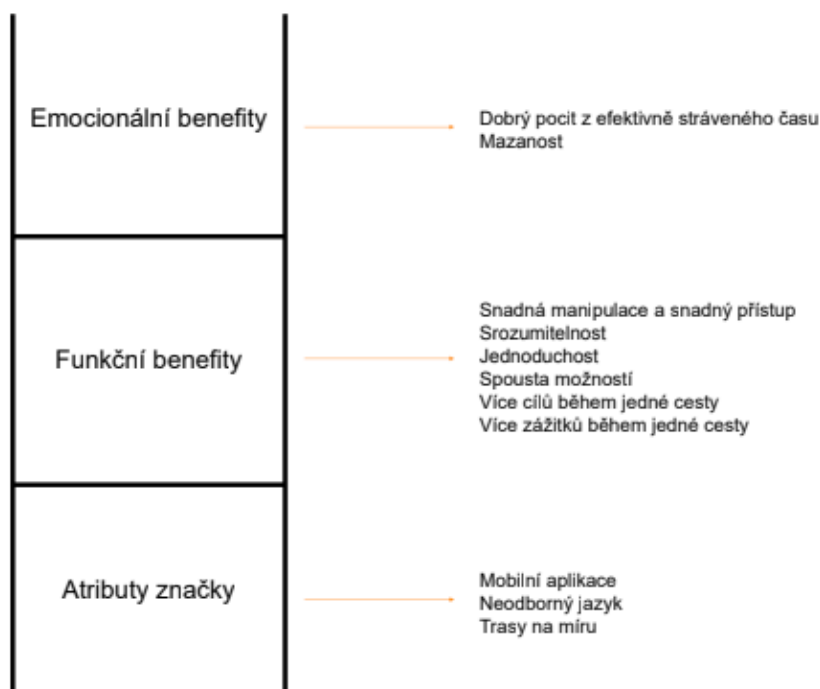 Emocionální benefity
Dobrý pocit z efektivně stráveného času
Mazanost
Funkční benefity
Snadná manipulace a snadný přístup
Srozumitelnost
Jednoduchost
Spousta možností
Více cílů během jedné cesty
Více zážitků během jedné cesty
Atributy značky
Mobilní aplikace
Neodborný jazyk
Trasy na míru